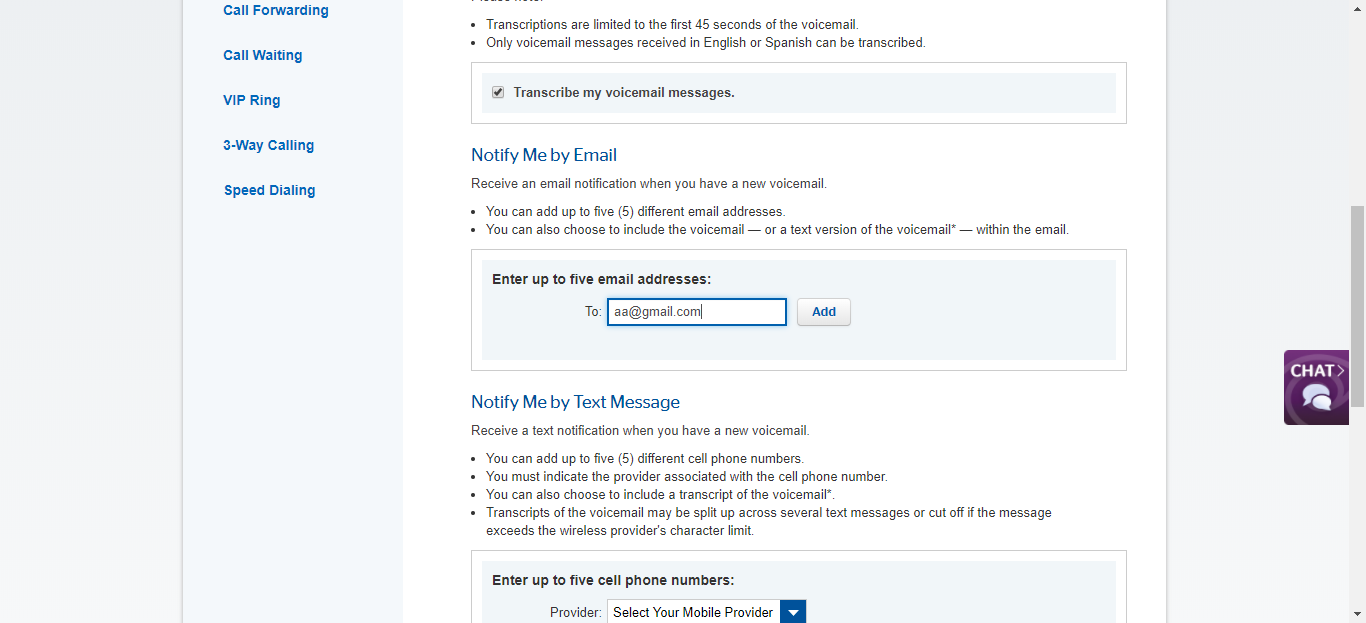 Call Forwarding
Call Waiting
VIP Ring
3-Way Calling
Speed Dialing
Transcriptions are limited to the first 45 seconds of the voicemail.
Only voicemail messages received in English or Spanish can be transcribed.
Transcribe my voicemail messages.
Notify Me by Email
Receive an email notification when you have a new voicemail.
You can add up to five (5) different email addresses.
You can also choose to include the voicemail — or a text version of the voicemail* — within the email.
Enter up to five email addresses:
To: aa@gmail.com Add
Notify Me by Text Message
Receive a text notification when you have a new voicemail.
You can add up to five (5) different cell phone numbers.
You must indicate the provider associated with the cell phone number.
You can also choose to include a transcript of the voicemail*.
Transcripts of the voicemail may be split up across several text messages or cut off if the message
exceeds the wireless provider's character limit.
Enter up to five cell phone numbers:
Provider: Select Your Mobile Provider
CHAT